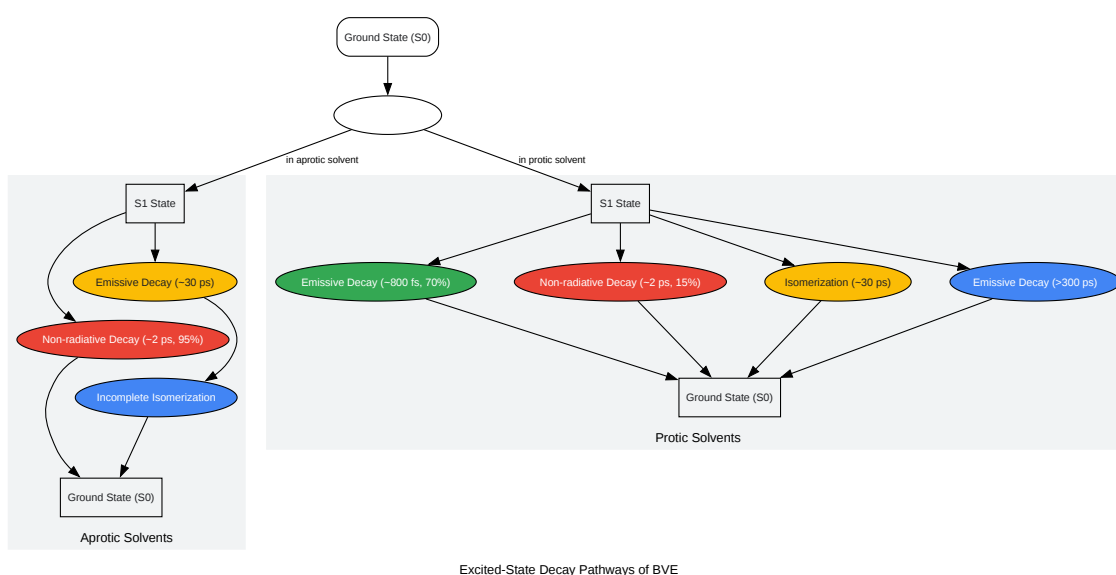 Ground State (S0)
in aprotic solvent
in protic solvent
S1 State
S1 State
Emissive Decay (~30 ps)
Emissive Decay (~800 fs, 70%)
Non-radiative Decay (~2 ps, 15%)
Isomerization (~30 ps)
Emissive Decay (>300 ps)
Non-radiative Decay (~2 ps, 95%)
Incomplete Isomerization
Ground State (S0)
Protic Solvents
Ground State (S0)
Aprotic Solvents
Excited-State Decay Pathways of BVE